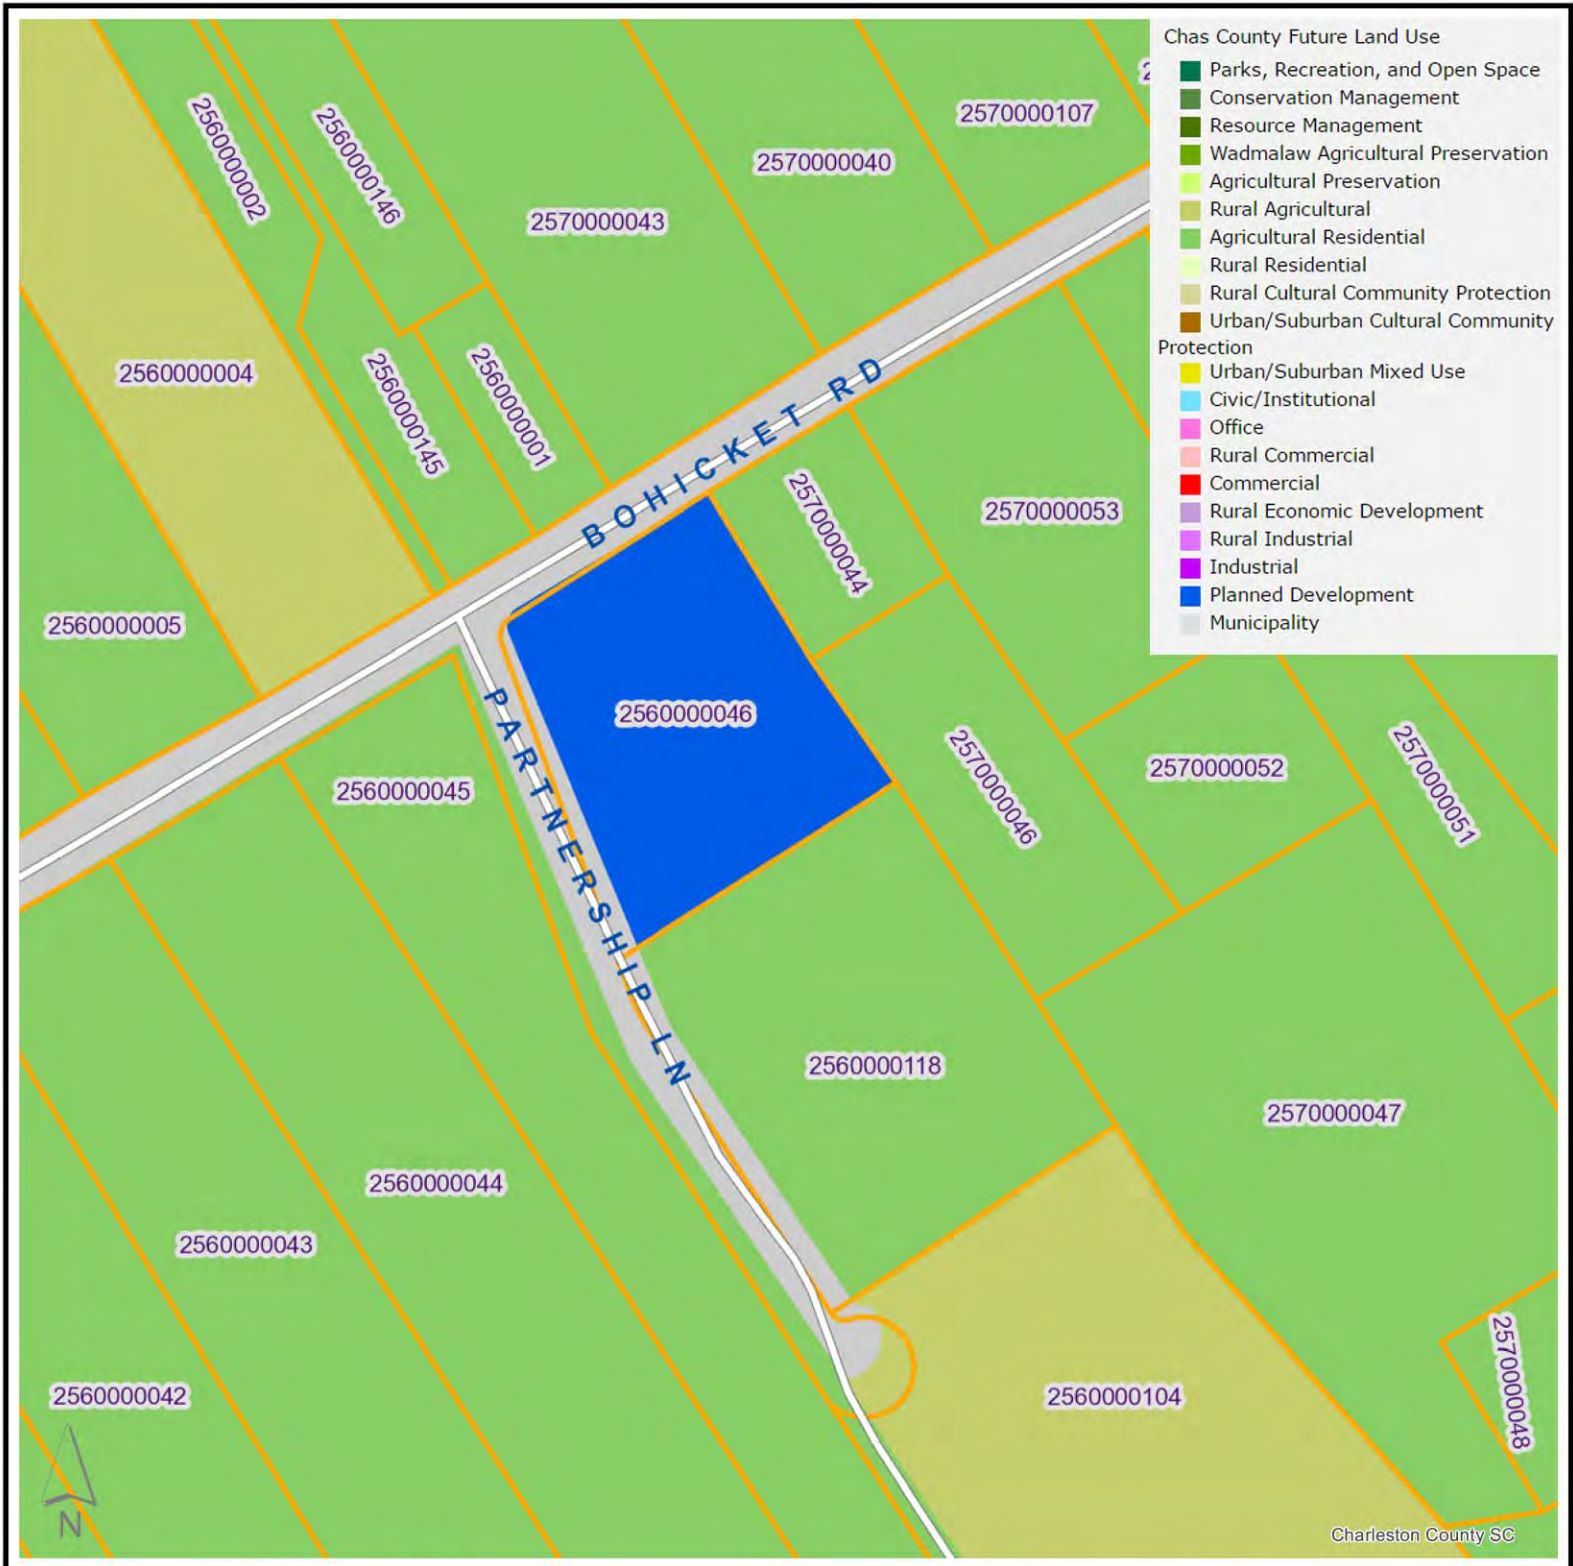 Chas County Future Land Use
Parks, Recreation, and Open Space
Conservation Management
Resource Management
Wadmalaw Agricultural Preservation
Agricultural Preservation
Rural Agricultural
Agricultural Residential
Rural Residential
Rural Cultural Community Protection
Urban/Suburban Cultural Community
Protection
Urban/Suburban Mixed Use
Civic/Institutional
Office
Rural Commercial
Commercial
Rural Economic Development
Rural Industrial
Industrial
Planned Development
Municipality
2570000107
2560000002
2560000146
2570000040
2570000043
2560000004
2560000145
2560000001
BOHICKET RD
2570000044
2570000053
2560000005
2560000046
PARTNERSHIP LN
2560000045
2570000046
2570000052
2570000051
2560000118
2570000047
2560000044
2560000043
2560000042
2560000104
2570000048
N
Charleston County SC